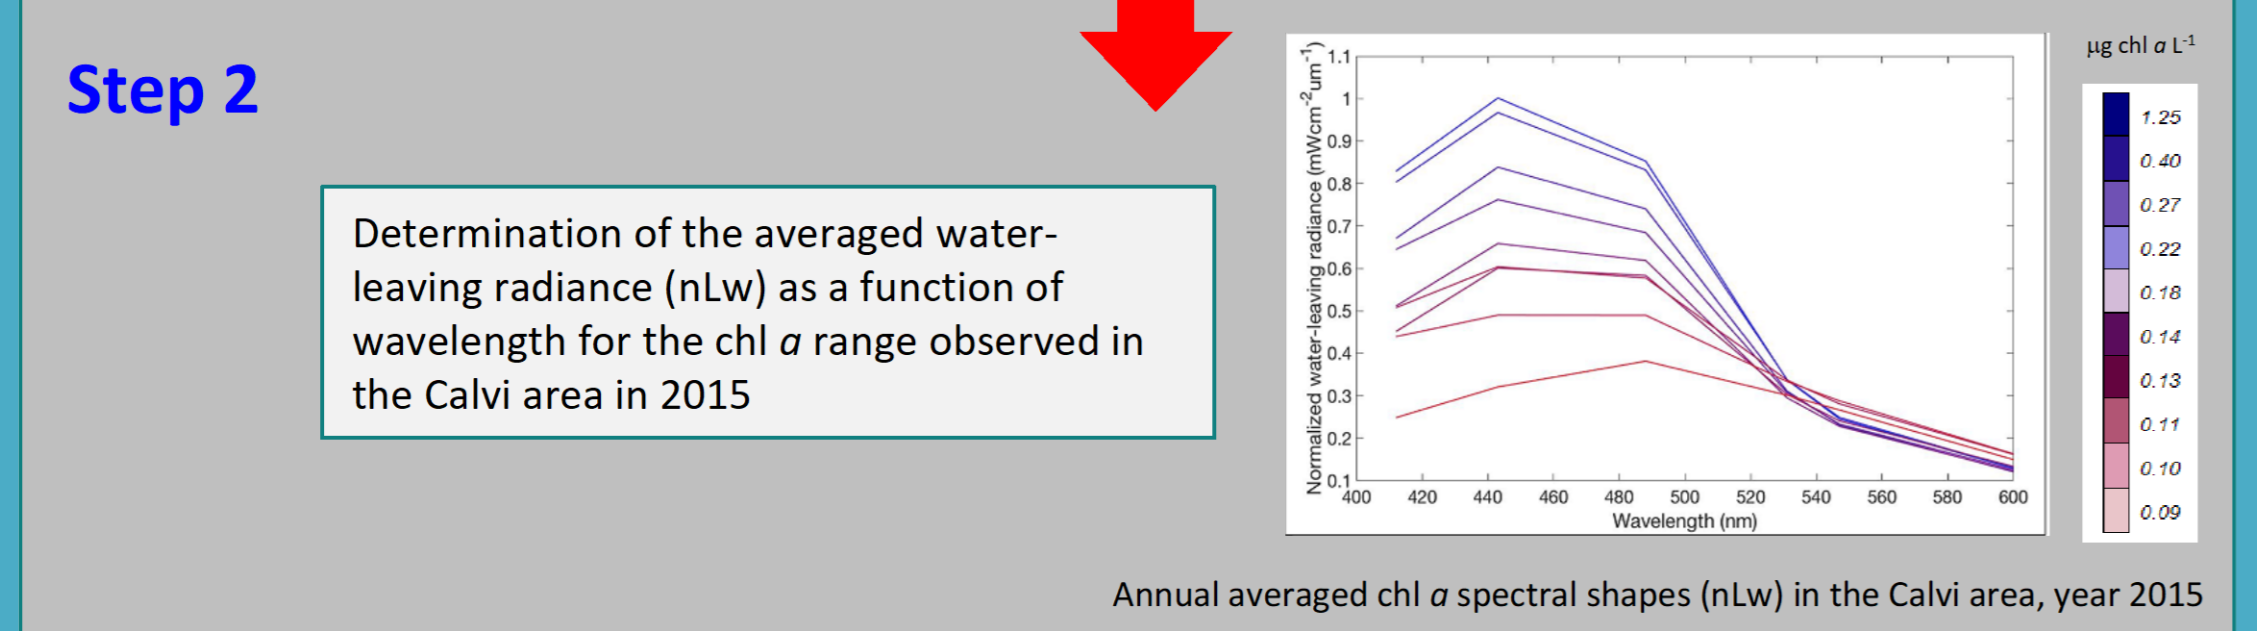 Step 2
Determination of the averaged water-
leaving radiance (nLw) as a function of
wavelength for the chl a range observed in
the Calvi area in 2015
Normalized water-leaving radiance (mWcm⁻²um⁻¹)
1.1
1
0.9
0.8
0.7
0.6
0.5
0.4
0.3
0.2
0.1
400 420 440 460 480 500 520 540 560 580 600
Wavelength (nm)
µg chl a L⁻¹
1.25
0.40
0.27
0.22
0.18
0.14
0.13
0.11
0.10
0.09
Annual averaged chl a spectral shapes (nLw) in the Calvi area, year 2015